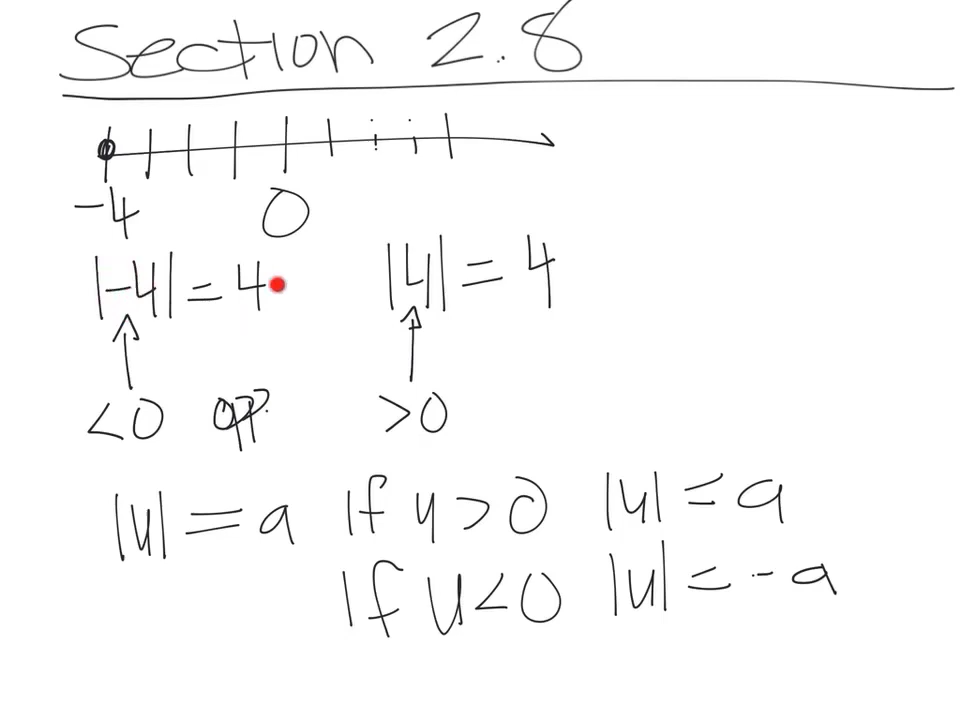 Section 2.8
-4 0
|-4| = 4 |4| = 4
<0 opp. >0
|u| = a If u > 0 |u| = a
If u < 0 |u| = -a